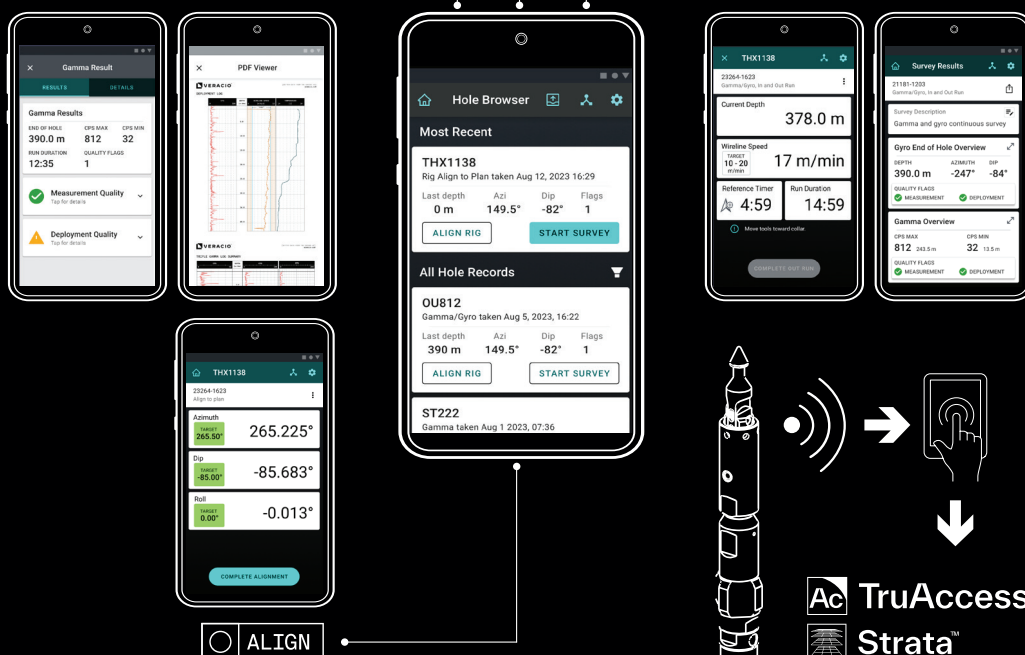 Gamma Result
RESULTS
DETAILS
Gamma Results
END OF HOLE
CPS MAX
CPS MIN
390.0 m
812
32
RUN DURATION
QUALITY FLAGS
12:35
1
Measurement Quality
Tap for details
Deployment Quality
Tap for details
PDF Viewer
VERACIO
DEPLOYMENT LOG
VERACIO
Hole Browser
Most Recent
THX1138
Rig Align to Plan taken Aug 12, 2023 16:29
Last depth
Azi
Dip
Flags
0 m
149.5°
-82°
1
ALIGN RIG
START SURVEY
All Hole Records
OU812
Gamma/Gyro taken Aug 5, 2023, 16:22
Last depth
Azi
Dip
Flags
390 m
149.5°
-82°
1
ALIGN RIG
START SURVEY
ST222
Gamma taken Aug 1 2023, 07:36
THX1138
23264-1623
Gamma/Gyro, In and Out Run
Current Depth
378.0 m
Wireline Speed
TARGET
10 - 20
m/min
17 m/min
Reference Timer
4:59
Run Duration
14:59
Move tools toward collar
COMPLETE OUT RUN
Survey Results
21181-1203
Gamma/Gyro, In and Out Run
Survey Description
Gamma and gyro continuous survey
Gyro End of Hole Overview
DEPTH
AZIMUTH
DIP
390.0 m
-247°
-84°
QUALITY FLAGS
MEASUREMENT
DEPLOYMENT
Gamma Overview
CPS MAX
CPS MIN
812 243.5 m
32 13.5 m
QUALITY FLAGS
MEASUREMENT
DEPLOYMENT
THX1138
23264-1623
Align to plan
Azimuth
TARGET
265.50°
265.225°
Dip
TARGET
-85.00°
-85.683°
Roll
TARGET
0.00°
-0.013°
COMPLETE ALIGNMENT
ALIGN
Ac TruAccess
Strata™